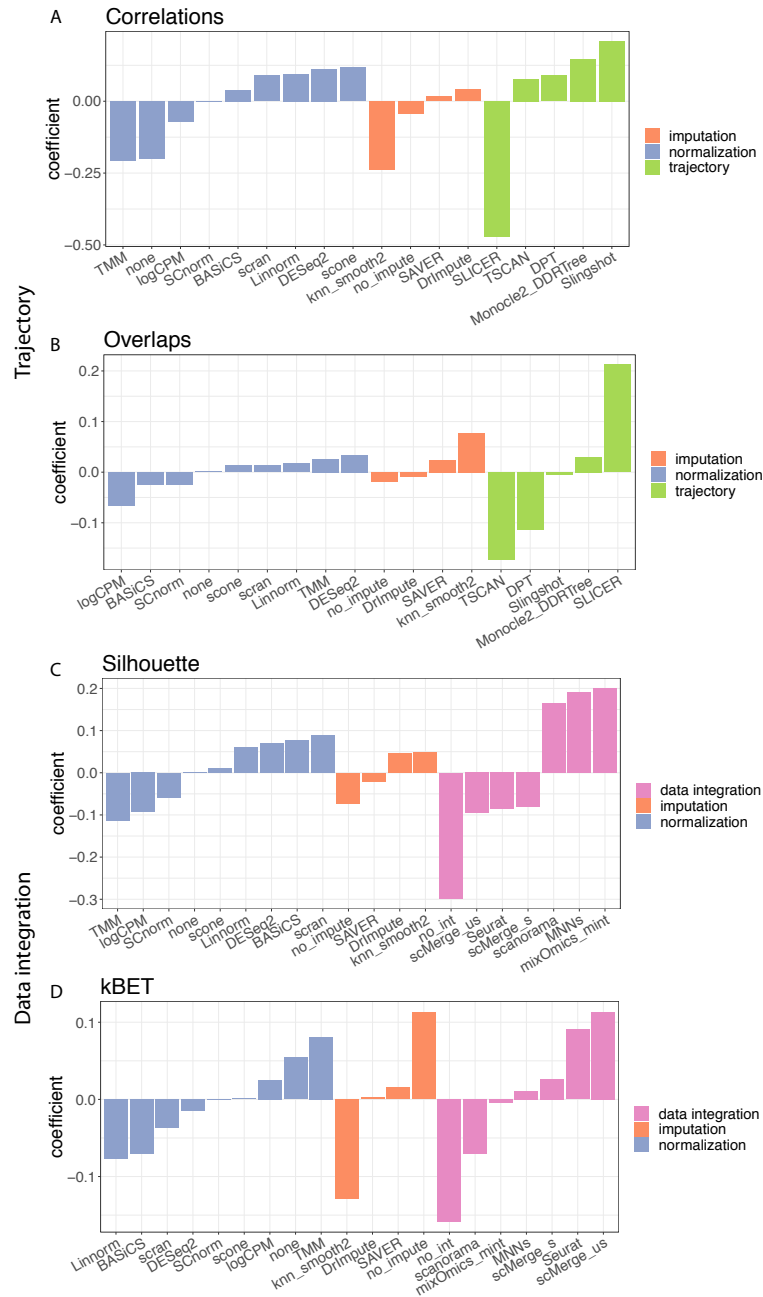 A Correlations
0.00
−0.25
−0.50
coefficient
TMM
none
logCPM
SCnorm
BASiCS
scran
Linnorm
DESeq2
scone
knn_smooth2
no_impute
SAVER
DrImpute
SLICER
TSCAN
DPT
Monocle2_DDRTree
Slingshot
imputation
normalization
trajectory
Trajectory
B Overlaps
0.2
0.1
0.0
−0.1
coefficient
logCPM
BASiCS
SCnorm
none
scone
scran
Linnorm
TMM
DESeq2
no_impute
DrImpute
SAVER
knn_smooth2
TSCAN
DPT
Slingshot
Monocle2_DDRTree
SLICER
imputation
normalization
trajectory
C Silhouette
0.2
0.1
0.0
−0.1
−0.2
−0.3
coefficient
TMM
logCPM
SCnorm
none
scone
Linnorm
DESeq2
BASiCS
scran
no_impute
SAVER
DrImpute
knn_smooth2
no_int
scMerge_us
Seurat
scMerge_s
scanorama
MNNs
mixOmics_mint
data integration
imputation
normalization
Data integration
D kBET
0.1
0.0
−0.1
coefficient
Linnorm
BASiCS
scran
DESeq2
SCnorm
scone
logCPM
none
TMM
knn_smooth2
DrImpute
SAVER
no_impute
no_int
scanorama
mixOmics_mint
MNNs
scMerge_s
Seurat
scMerge_us
data integration
imputation
normalization